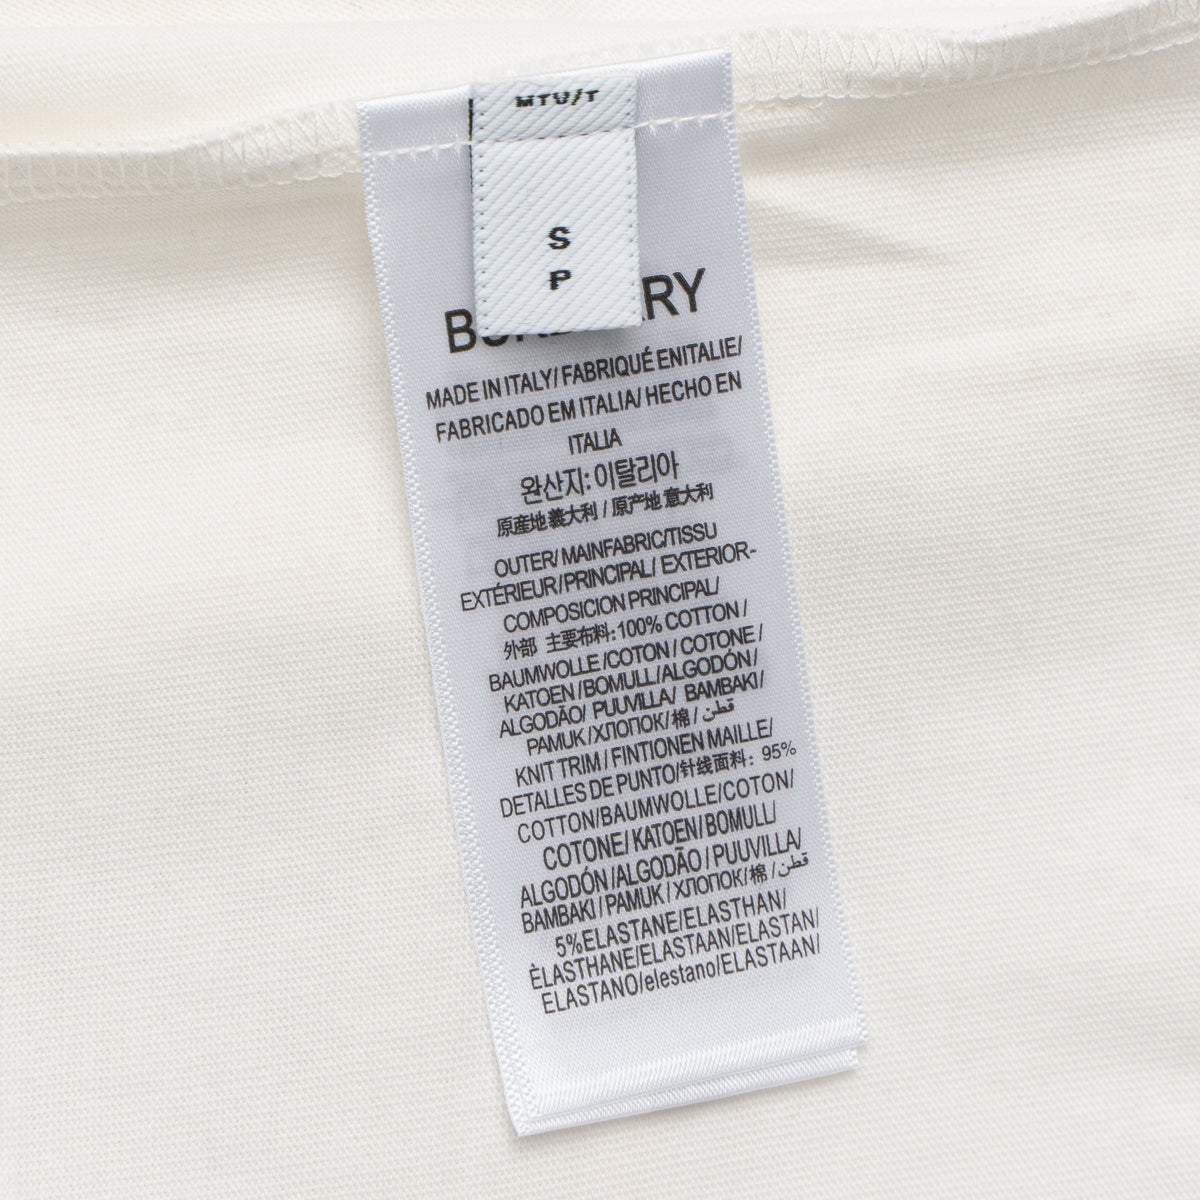 MTU/T
S
P
MADE IN ITALY/ FABRIQUÉ ENITALIE/
FABRICADO EM ITALIA/ HECHO EN
ITALIA
완산지: 이탈리아
原産地 義大利 / 原产地 意大利
OUTER/ MAINFABRIC/TISSU
EXTÉRIEUR/PRINCIPAL/ EXTERIOR-
COMPOSICION PRINCIPAL/
外部 主要布料: 100% COTTON /
BAUMWOLLE /COTON / COTONE /
KATOEN / BOMULL/ALGODÓN /
ALGODÃO/ PUUVILLA/ BAMBAKI/
PAMUK /ХЛОПОК/ 棉 / قطن
KNIT TRIM / FINTIONEN MAILLE/
DETALLES DE PUNTO/针线面料: 95%
COTTON/BAUMWOLLE/COTON/
COTONE/ KATOEN/ BOMULL/
ALGODÓN /ALGODÃO / PUUVILLA/
BAMBAKI / PAMUK / ХЛОПОК/ 棉 / قطن
5%ELASTANE/ELASTHAN/
ÈLASTHANE/ELASTAAN/ELASTAN/
ELASTANO/elestano/ELASTAAN/